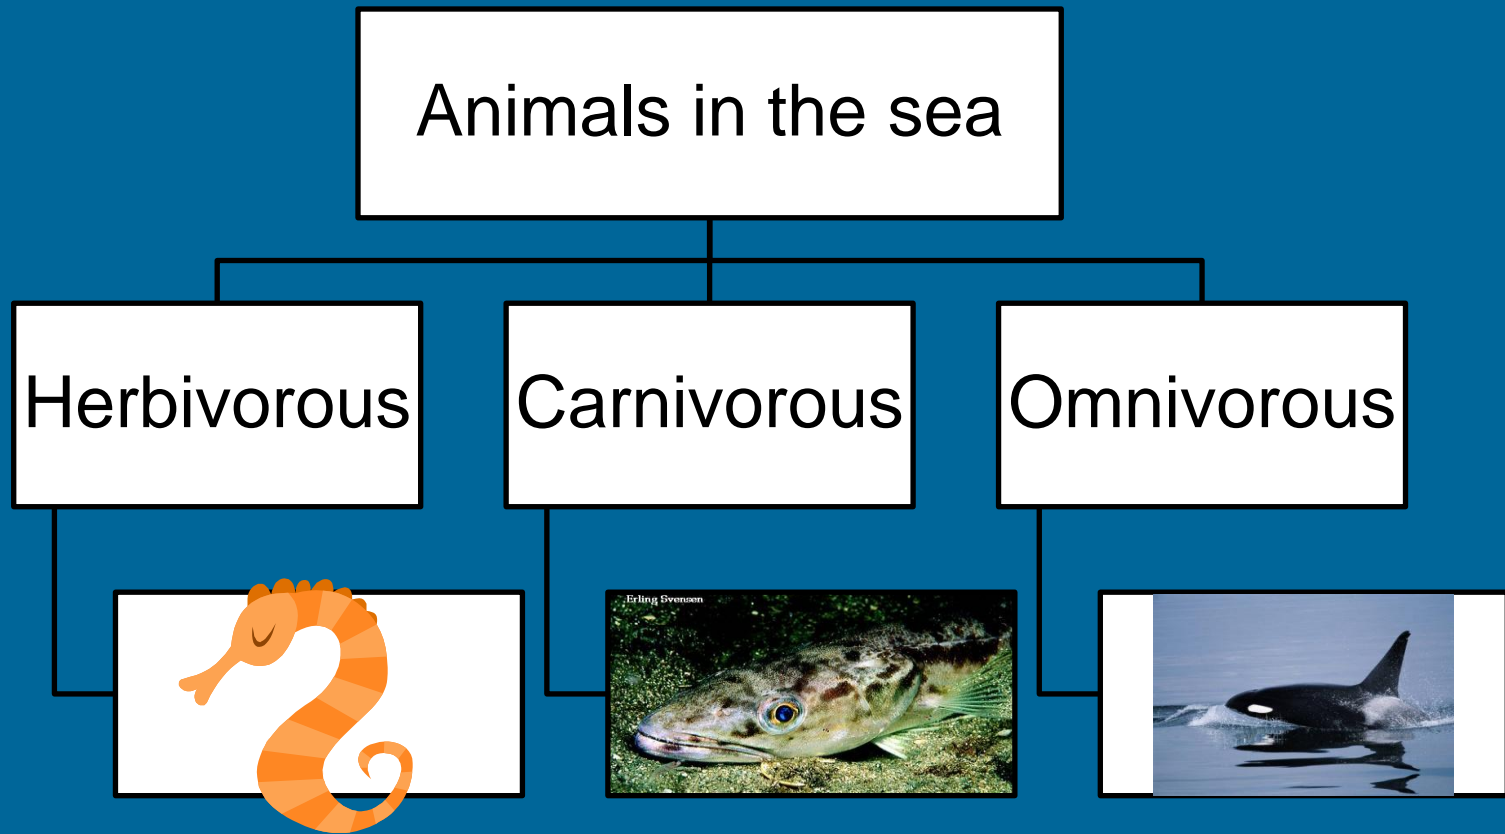 Animals in the sea
Herbivorous
Carnivorous
Omnivorous
Erling Svensen